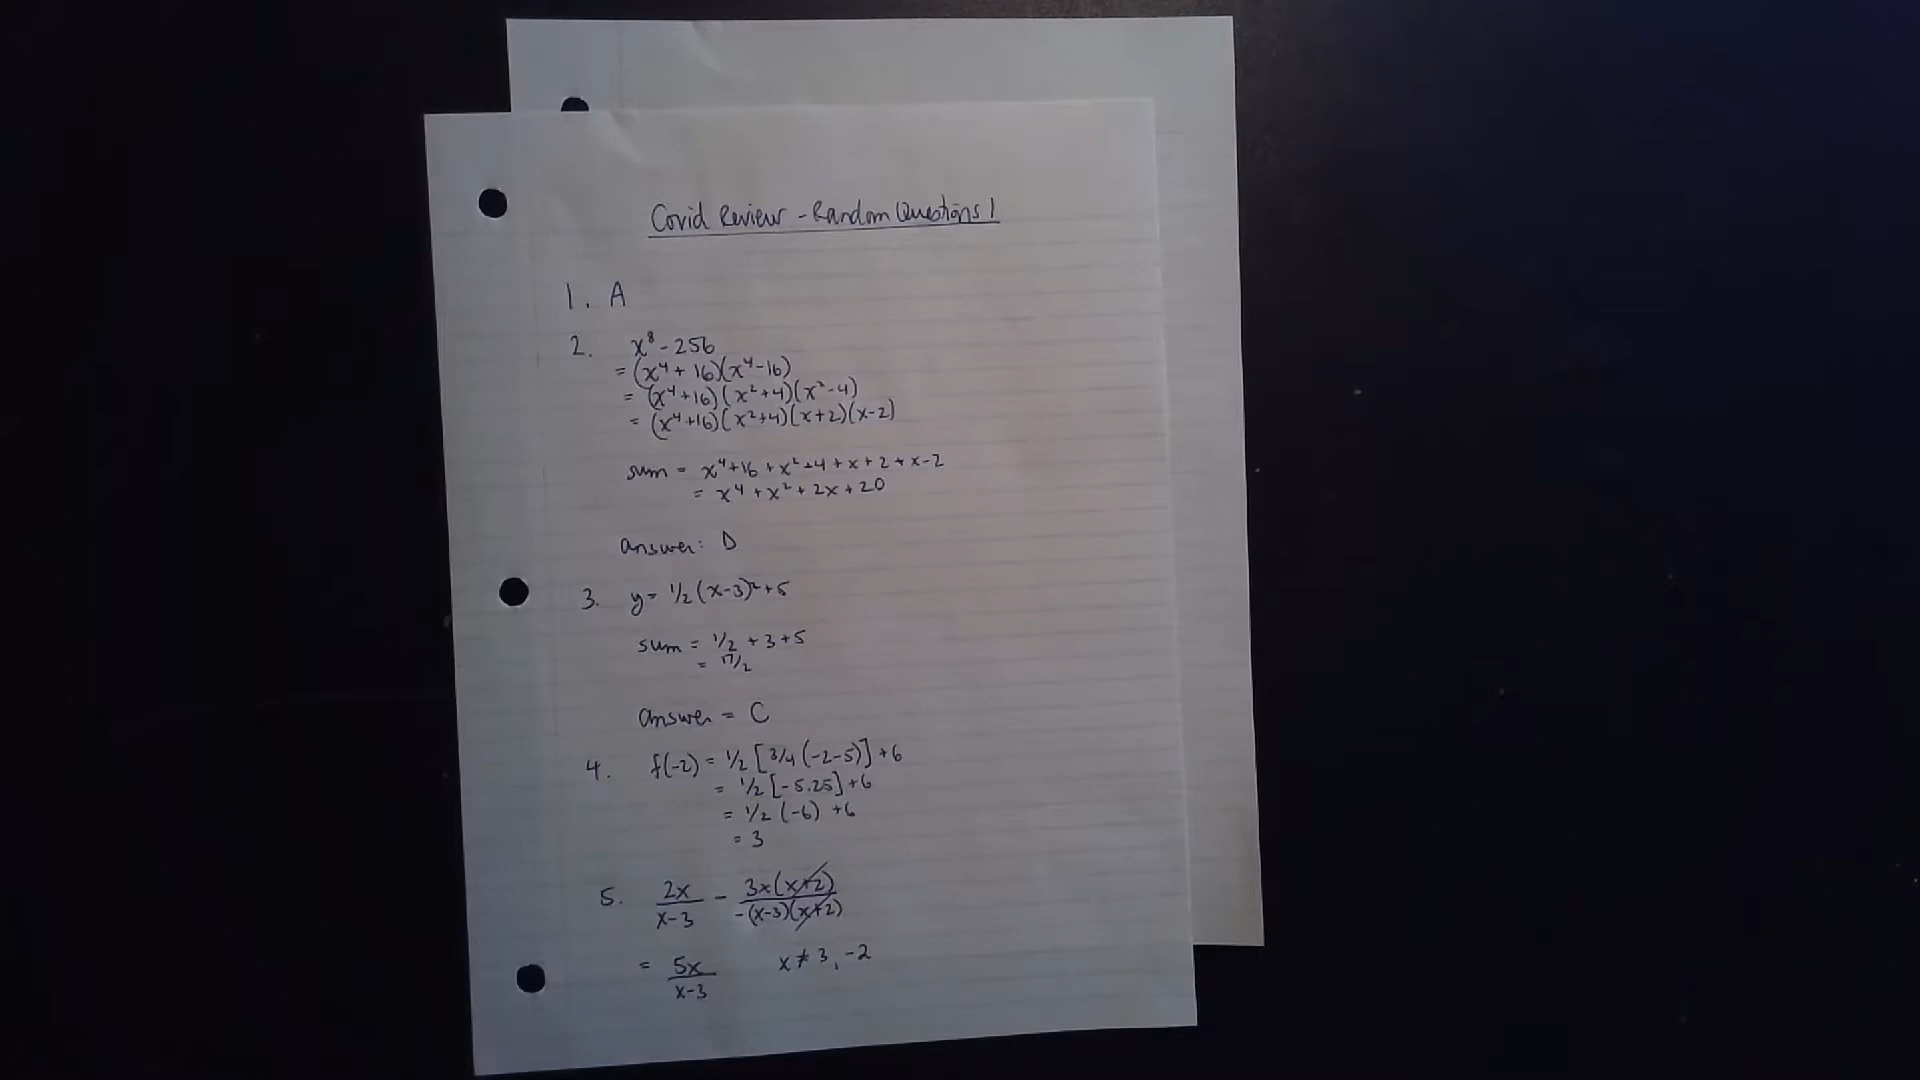 Covid Review - Random Questions 1
1. A
2. x⁸ - 256
= (x⁴ + 16)(x⁴ - 16)
= (x⁴ + 16)(x² + 4)(x² - 4)
= (x⁴ + 16)(x² + 4)(x + 2)(x - 2)
sum = x⁴ + 16 + x² + 4 + x + 2 + x - 2
= x⁴ + x² + 2x + 20
answer: D
3. y = 1/2 (x - 3)² + 5
sum = 1/2 + 3 + 5
= 17/2
answer = C
4. f(-2) = 1/2 [3/4 (-2 - 5)] + 6
= 1/2 [-5.25] + 6
= 1/2 (-6) + 6
= 3
5. 2x/(x - 3) - 3x(x + 2)/-(x - 3)(x + 2)
= 5x/(x - 3) x ≠ 3, -2